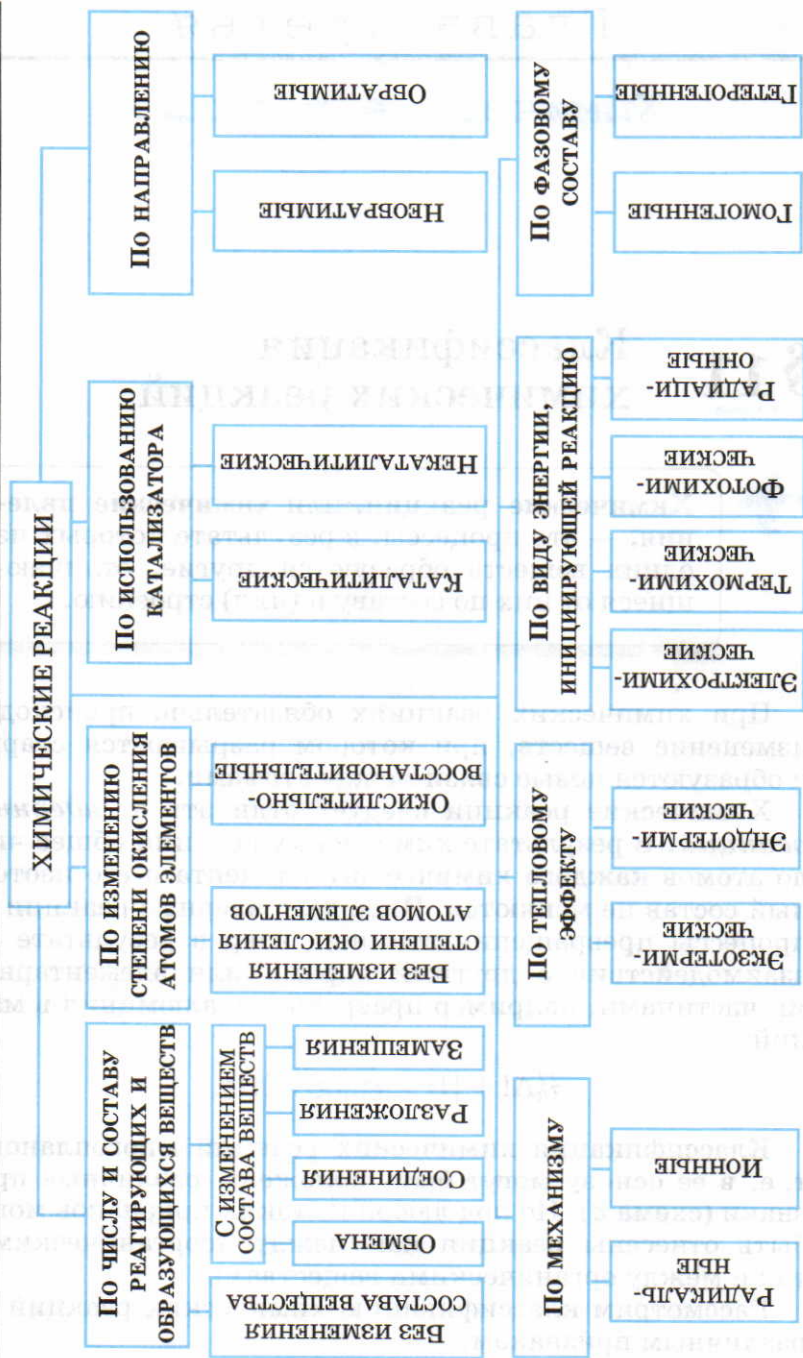 ХИМИЧЕСКИЕ РЕАКЦИИ
ПО ЧИСЛУ И СОСТАВУ
РЕАГИРУЮЩИХ И
ОБРАЗУЮЩИХСЯ ВЕЩЕСТВ
БЕЗ ИЗМЕНЕНИЯ
СОСТАВА ВЕЩЕСТВА
С ИЗМЕНЕНИЕМ
СОСТАВА ВЕЩЕСТВ
ОБМЕНА
СОЕДИНЕНИЯ
РАЗЛОЖЕНИЯ
ЗАМЕЩЕНИЯ
ПО ИЗМЕНЕНИЮ
СТЕПЕНИ ОКИСЛЕНИЯ
АТОМОВ ЭЛЕМЕНТОВ
БЕЗ ИЗМЕНЕНИЯ
СТЕПЕНИ ОКИСЛЕНИЯ
АТОМОВ ЭЛЕМЕНТОВ
ОКИСЛИТЕЛЬНО-
ВОССТАНОВИТЕЛЬНЫЕ
ПО ИСПОЛЬЗОВАНИЮ
КАТАЛИЗАТОРА
КАТАЛИТИЧЕСКИЕ
НЕКАТАЛИТИЧЕСКИЕ
ПО НАПРАВЛЕНИЮ
НЕОБРАТИМЫЕ
ОБРАТИМЫЕ
ПО МЕХАНИЗМУ
РАДИКАЛЬ-
НЫЕ
ИОННЫЕ
ПО ТЕПЛОВОМУ
ЭФФЕКТУ
ЭКЗОТЕРМИ-
ЧЕСКИЕ
ЭНДОТЕРМИ-
ЧЕСКИЕ
ПО ВИДУ ЭНЕРГИИ,
ИНИЦИИРУЮЩЕЙ РЕАКЦИЮ
ЭЛЕКТРОХИМИ-
ЧЕСКИЕ
ТЕРМОХИМИ-
ЧЕСКИЕ
ФОТОХИМИ-
ЧЕСКИЕ
РАДИАЦИ-
ОННЫЕ
ПО ФАЗОВОМУ
СОСТАВУ
ГОМОГЕННЫЕ
ГЕТЕРОГЕННЫЕ